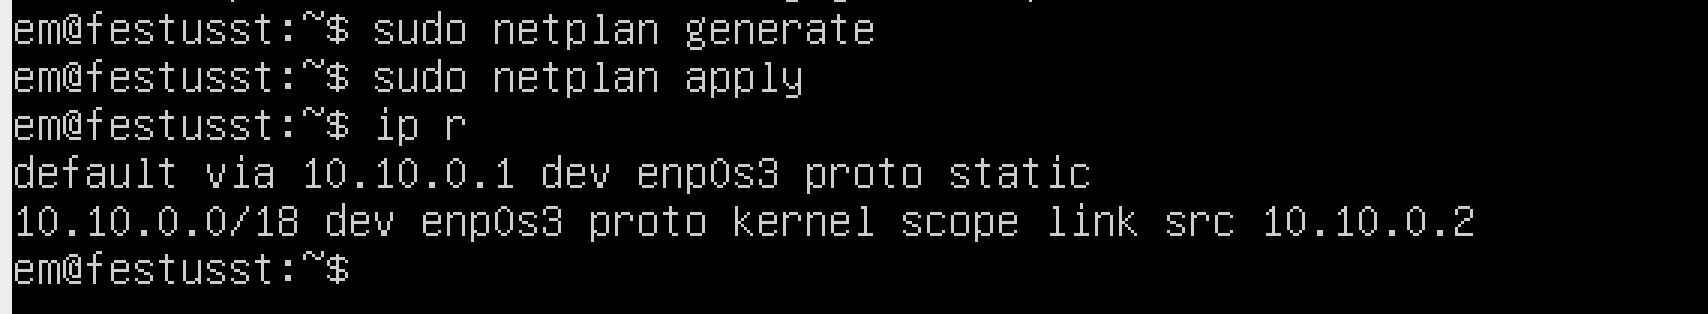 em@festusst:~$ sudo netplan generate
em@festusst:~$ sudo netplan apply
em@festusst:~$ ip r
default via 10.10.0.1 dev enp0s3 proto static
10.10.0.0/18 dev enp0s3 proto kernel scope link src 10.10.0.2
em@festusst:~$